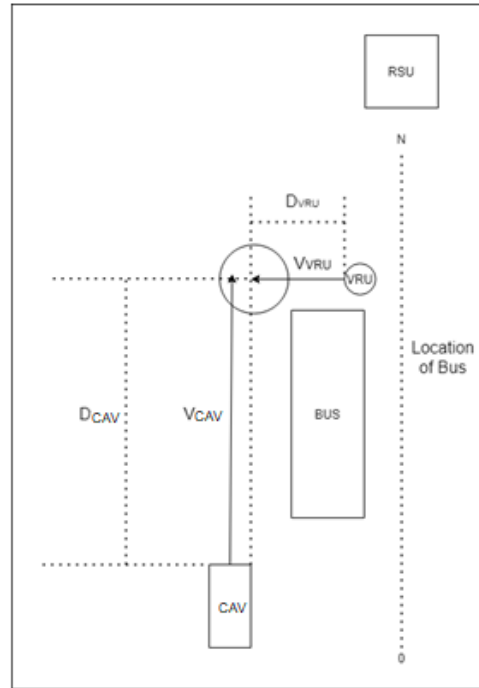 RSU
N
DVRU
VVRU
VRU
Location
of Bus
DCAV
VCAV
BUS
CAV
0